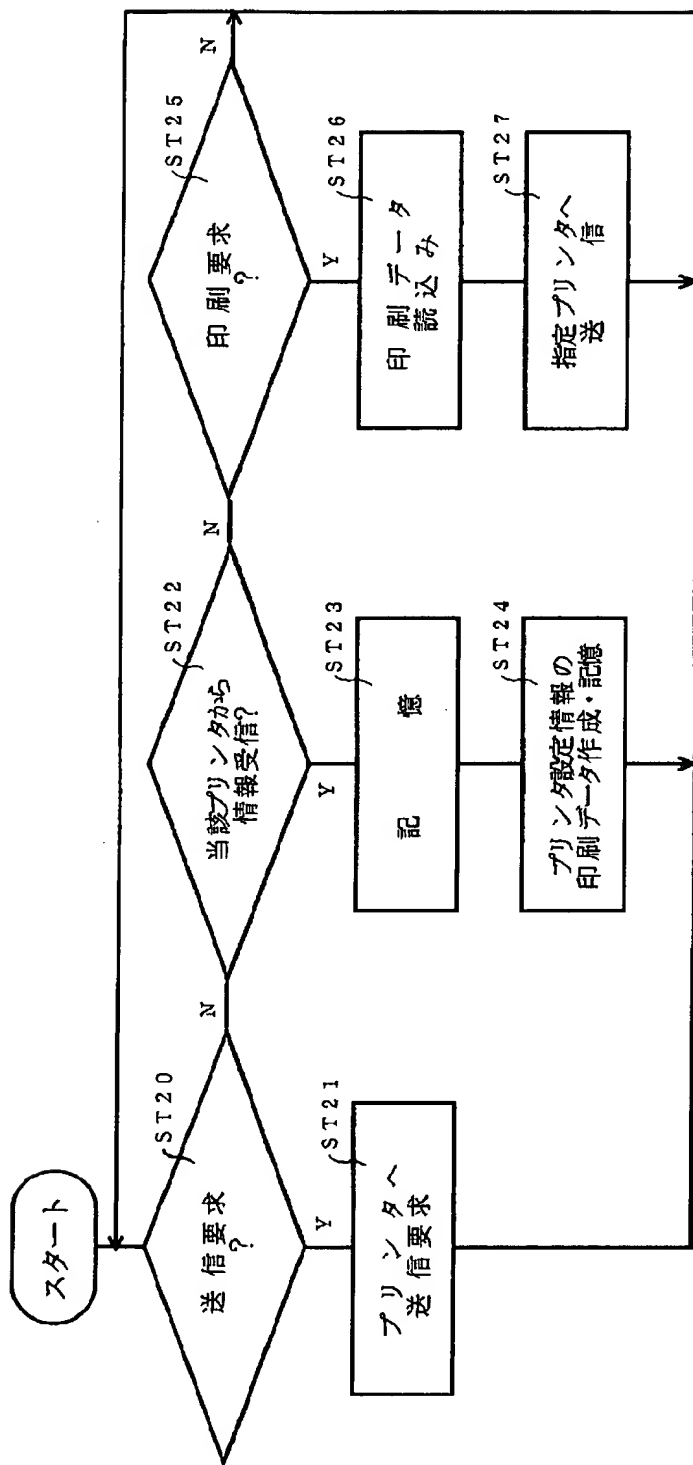 スタート
送信要求
?
ST20
N
Y
プリンタへ
送信要求
ST21
当該プリンタから
情報受信?
ST22
N
Y
記憶
ST23
プリンタ設定情報の
印刷データ作成・記憶
ST24
印刷要求
?
ST25
N
Y
印刷データ
読込み
ST26
指定プリンタへ
送信
ST27